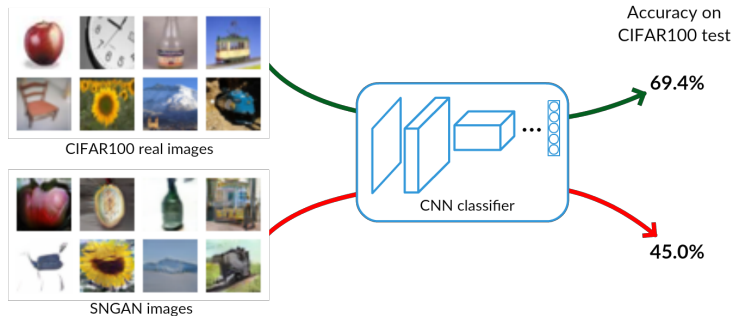 Accuracy on
CIFAR100 test
69.4%
CIFAR100 real images
CNN classifier
45.0%
SNGAN images